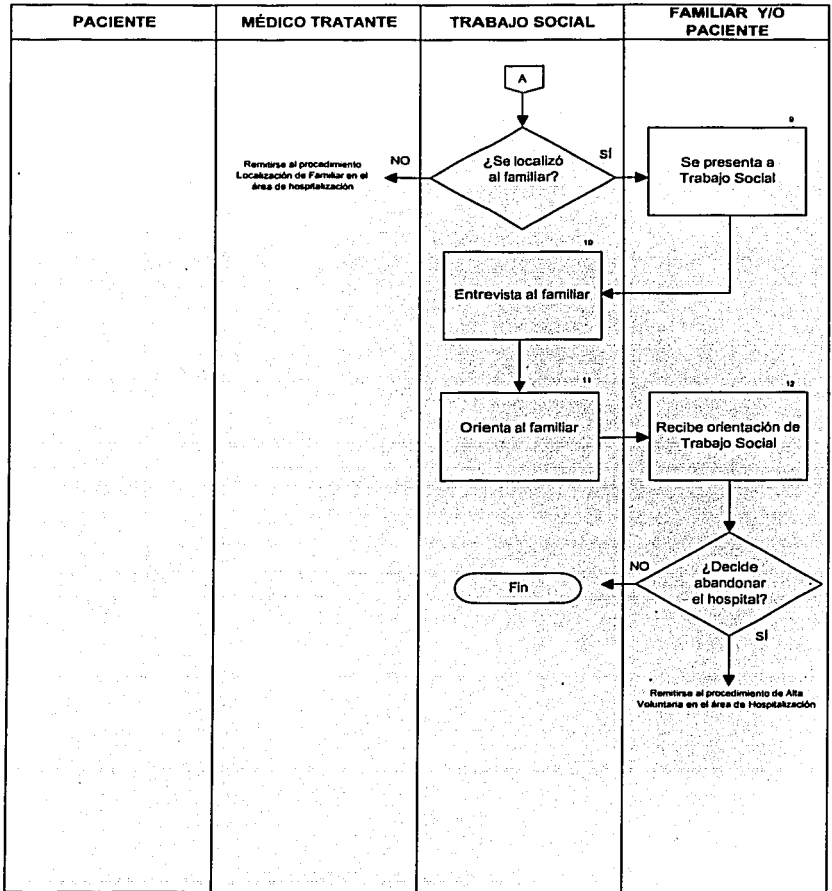 PACIENTE
MÉDICO TRATANTE
TRABAJO SOCIAL
FAMILIAR Y/O
PACIENTE
A
¿Se localizó
al familiar?
NO
SÍ
Remitirse al procedimiento
Localización de Familiar en el
área de hospitalización
9
Se presenta a
Trabajo Social
10
Entrevista al familiar
11
Orienta al familiar
12
Recibe orientación de
Trabajo Social
¿Decide
abandonar
el hospital?
NO
Fin
SÍ
Remitirse al procedimiento de Alta
Voluntaria en el área de Hospitalización